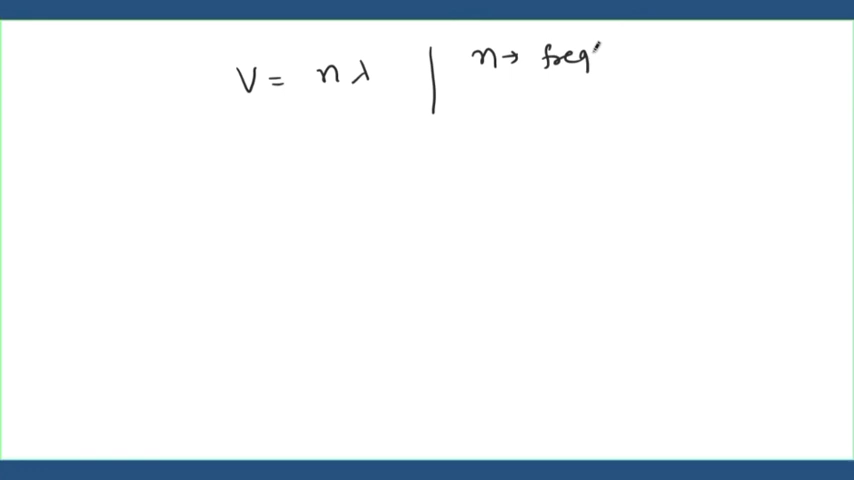 V = nλ | n → freq'